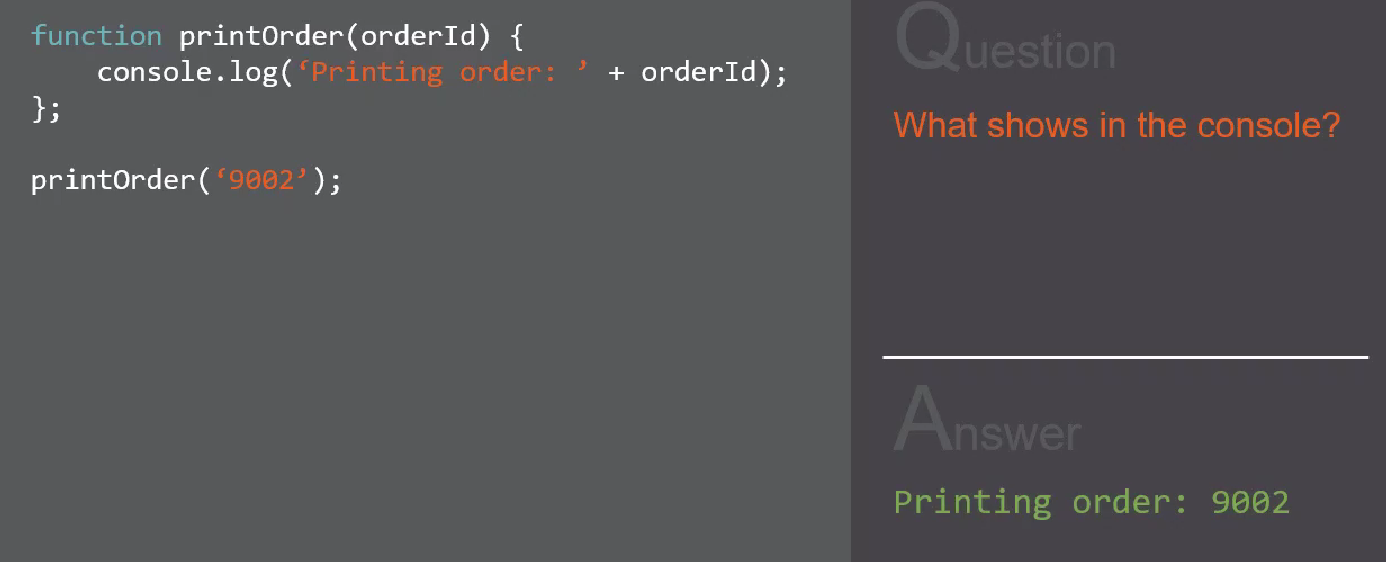 function printOrder(orderId) {
    console.log(‘Printing order: ’ + orderId);
};
printOrder(‘9002’);
Question
What shows in the console?
Answer
Printing order: 9002